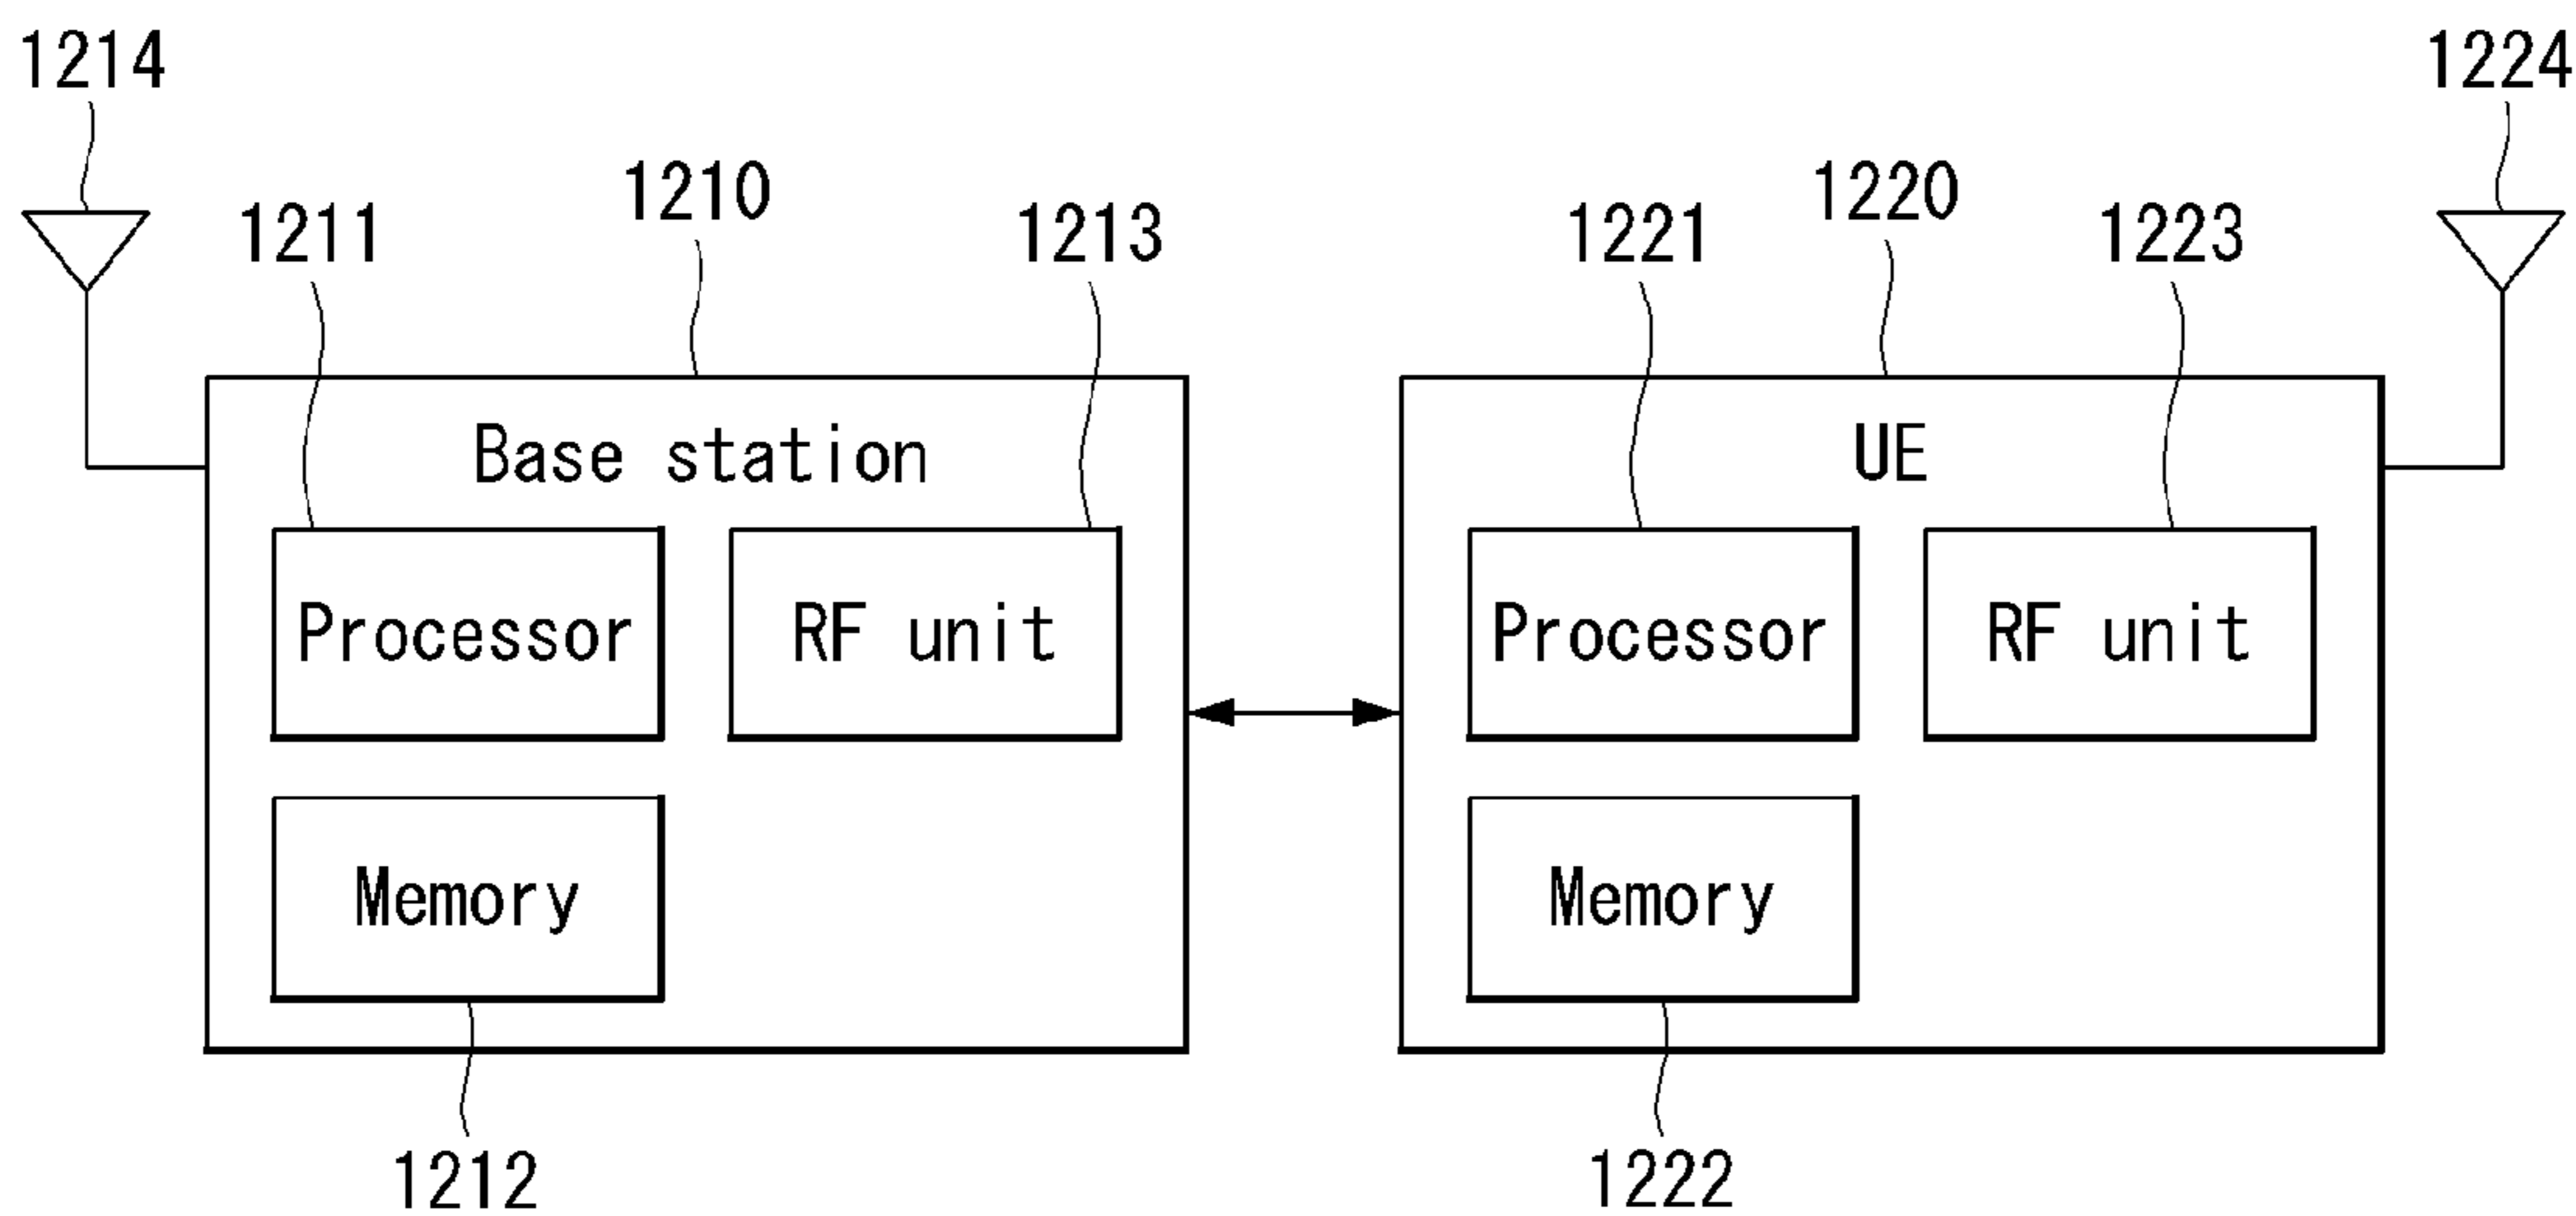 1214
1224
1210
1220
1211
1213
1221
1223
Base station
UE
Processor
RF unit
Processor
RF unit
Memory
Memory
1212
1222